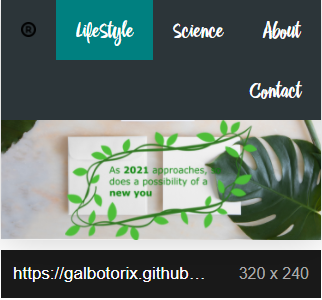 LifeStyle
Science
About
Contact
As 2021 approaches,
does a possibility of a
new you
https://galbotorix.github...
320 x 240